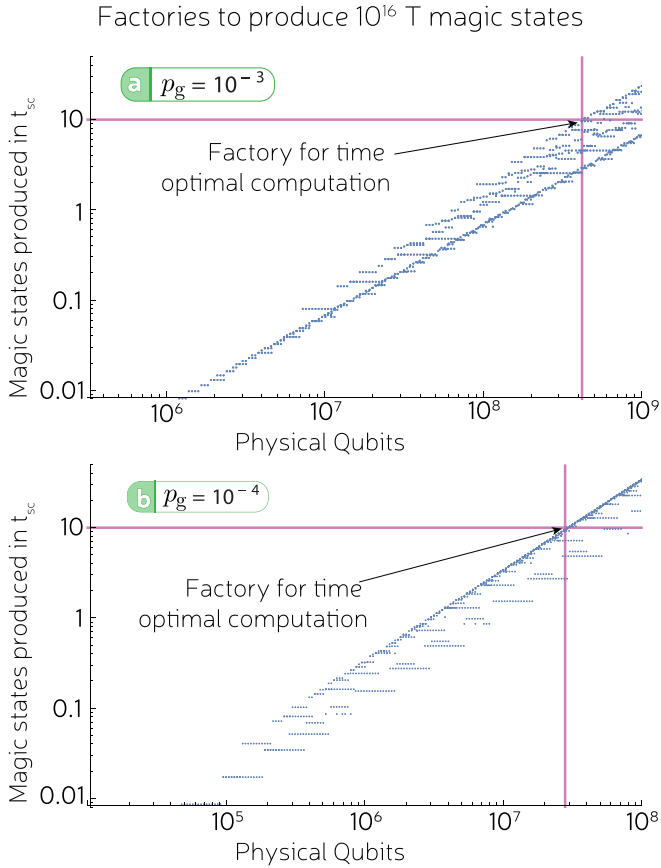 Factories to produce 10¹⁶ T magic states
a p_g = 10⁻³
Magic states produced in t_sc
10
1
0.1
0.01
Factory for time
optimal computation
10⁶ 10⁷ 10⁸ 10⁹
Physical Qubits
b p_g = 10⁻⁴
Magic states produced in t_sc
10
1
0.1
0.01
Factory for time
optimal computation
10⁵ 10⁶ 10⁷ 10⁸
Physical Qubits